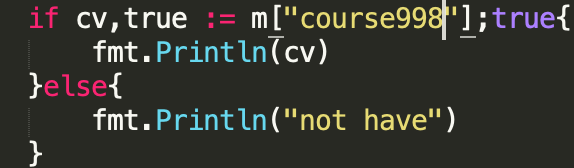 if cv,true := m["course998"];true{
fmt.Println(cv)
}else{
fmt.Println("not have")
}